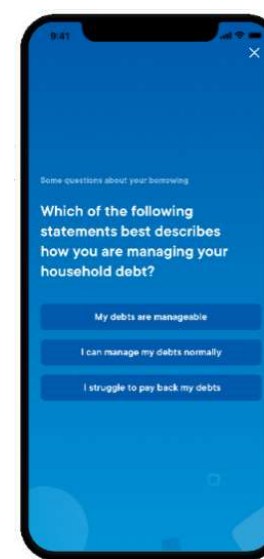 9:41
Some questions about your borrowing
Which of the following
statements best describes
how you are managing your
household debt?
My debts are manageable
I can manage my debts normally
I struggle to pay back my debts